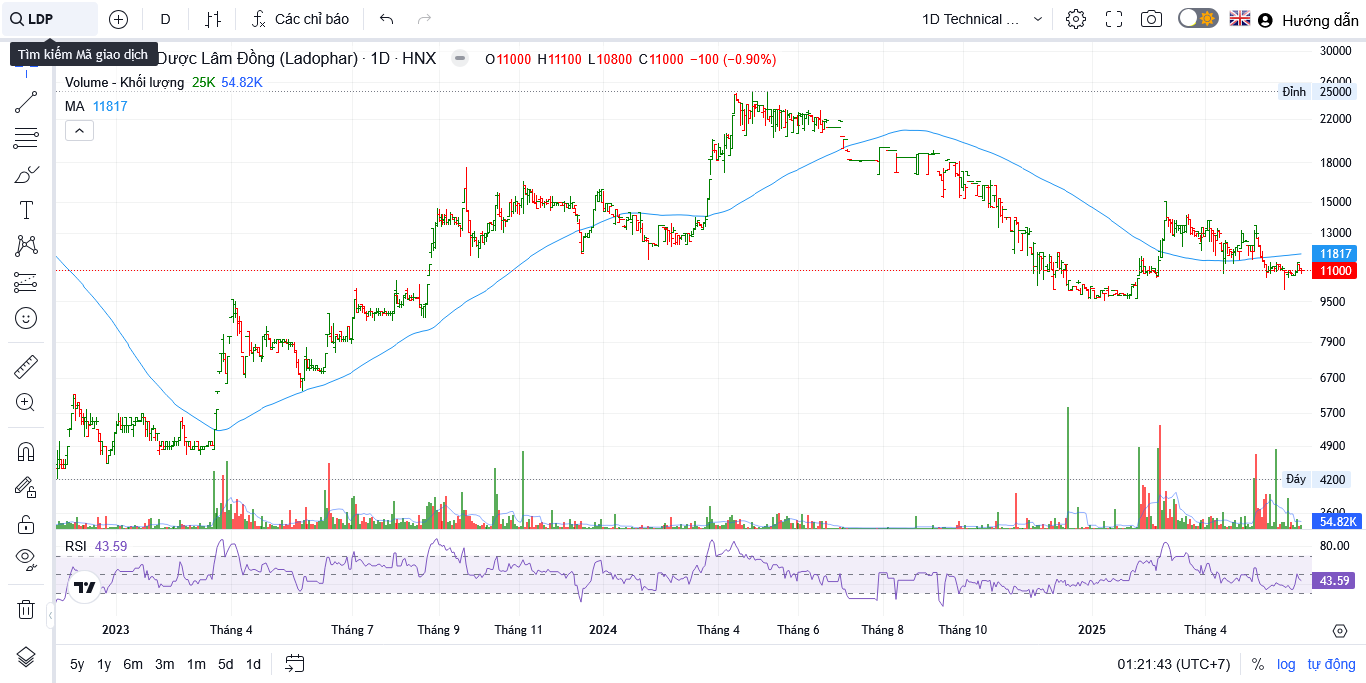 LDP
D
Các chỉ báo
1D Technical ...
Hướng dẫn
Tìm kiếm Mã giao dịch
Dược Lâm Đồng (Ladophar) · 1D · HNX
O11000 H11100 L10800 C11000 −100 (−0.90%)
Volume - Khối lượng 25K 54.82K
MA 11817
30000
26000
Đỉnh 25000
22000
18000
15000
13000
11817
11000
9500
7900
6700
5700
4900
Đáy 4200
3600
54.82K
RSI 43.59
80.00
43.59
2023 Tháng 4 Tháng 7 Tháng 9 Tháng 11 2024 Tháng 4 Tháng 6 Tháng 8 Tháng 10 2025 Tháng 4
5y 1y 6m 3m 1m 5d 1d
01:21:43 (UTC+7) % log tự động